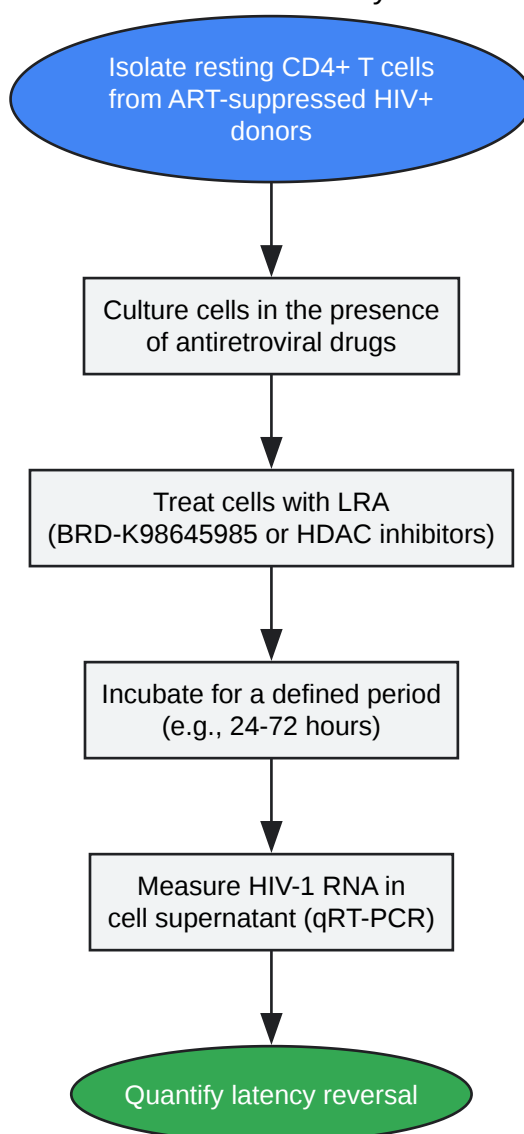 Isolate resting CD4+ T cells
from ART-suppressed HIV+
donors
Culture cells in the presence
of antiretroviral drugs
Treat cells with LRA
(BRD-K98645985 or HDAC inhibitors)
Incubate for a defined period
(e.g., 24-72 hours)
Measure HIV-1 RNA in
cell supernatant (qRT-PCR)
Quantify latency reversal